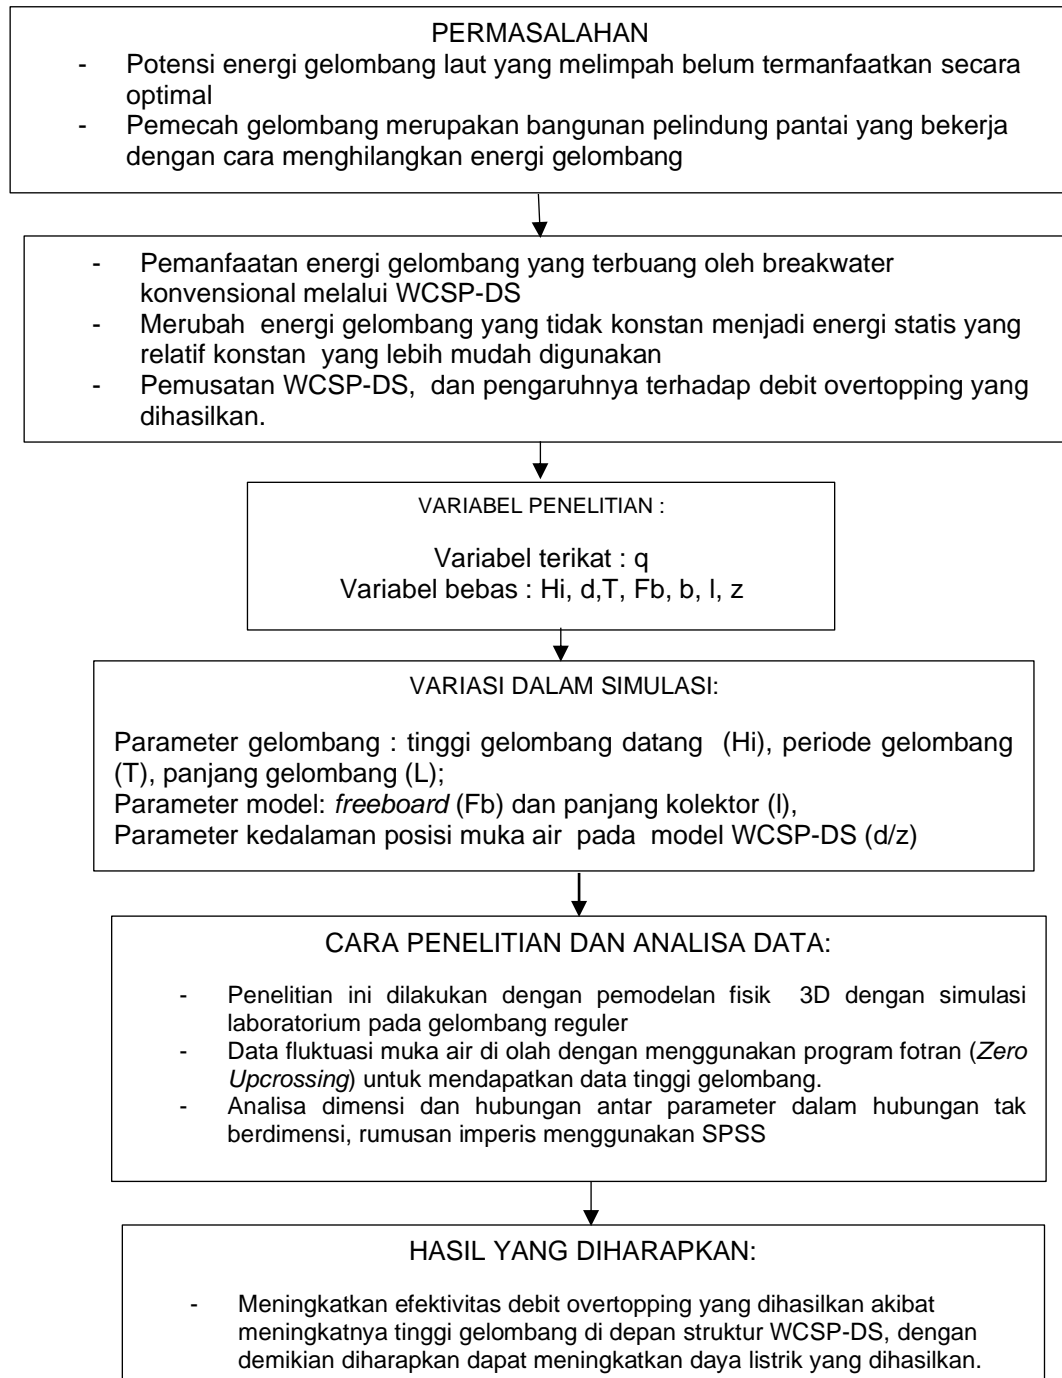 PERMASALAHAN
- Potensi energi gelombang laut yang melimpah belum termanfaatkan secara
optimal
- Pemecah gelombang merupakan bangunan pelindung pantai yang bekerja
dengan cara menghilangkan energi gelombang
- Pemanfaatan energi gelombang yang terbuang oleh breakwater
konvensional melalui WCSP-DS
- Merubah energi gelombang yang tidak konstan menjadi energi statis yang
relatif konstan yang lebih mudah digunakan
- Pemusatan WCSP-DS, dan pengaruhnya terhadap debit overtopping yang
dihasilkan.
VARIABEL PENELITIAN :
Variabel terikat : q
Variabel bebas : Hi, d,T, Fb, b, l, z
VARIASI DALAM SIMULASI:
Parameter gelombang : tinggi gelombang datang (Hi), periode gelombang
(T), panjang gelombang (L);
Parameter model: freeboard (Fb) dan panjang kolektor (l),
Parameter kedalaman posisi muka air pada model WCSP-DS (d/z)
CARA PENELITIAN DAN ANALISA DATA:
- Penelitian ini dilakukan dengan pemodelan fisik 3D dengan simulasi
laboratorium pada gelombang reguler
- Data fluktuasi muka air di olah dengan menggunakan program fotran (Zero
Upcrossing) untuk mendapatkan data tinggi gelombang.
- Analisa dimensi dan hubungan antar parameter dalam hubungan tak
berdimensi, rumusan imperis menggunakan SPSS
HASIL YANG DIHARAPKAN:
- Meningkatkan efektivitas debit overtopping yang dihasilkan akibat
meningkatnya tinggi gelombang di depan struktur WCSP-DS, dengan
demikian diharapkan dapat meningkatkan daya listrik yang dihasilkan.